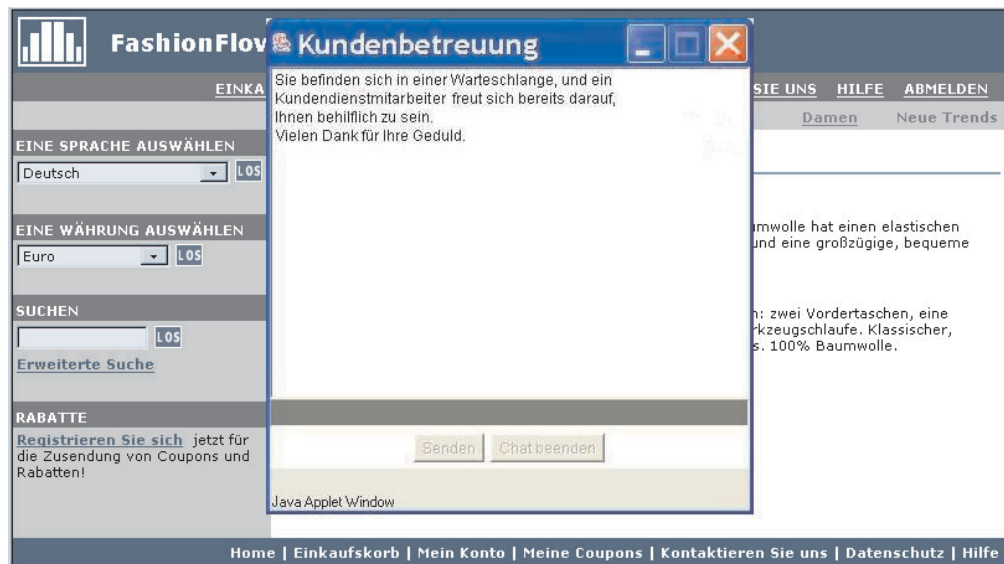 FashionFlov
Kundenbetreuung
EINKA
SIE UNS HILFE ABMELDEN
Damen Neue Trends
EINE SPRACHE AUSWÄHLEN
Deutsch LOS
EINE WÄHRUNG AUSWÄHLEN
Euro LOS
SUCHEN
LOS
Erweiterte Suche
RABATTE
Registrieren Sie sich jetzt für
die Zusendung von Coupons und
Rabatten!
Sie befinden sich in einer Warteschlange, und ein
Kundendienstmitarbeiter freut sich bereits darauf,
Ihnen behilflich zu sein.
Vielen Dank für Ihre Geduld.
Senden Chat beenden
Java Applet Window
hat einen elastischen
und eine großzügige, bequeme
zwei Vordertaschen, eine
Klassischer,
100% Baumwolle.
Home | Einkaufskorb | Mein Konto | Meine Coupons | Kontaktieren Sie uns | Datenschutz | Hilfe